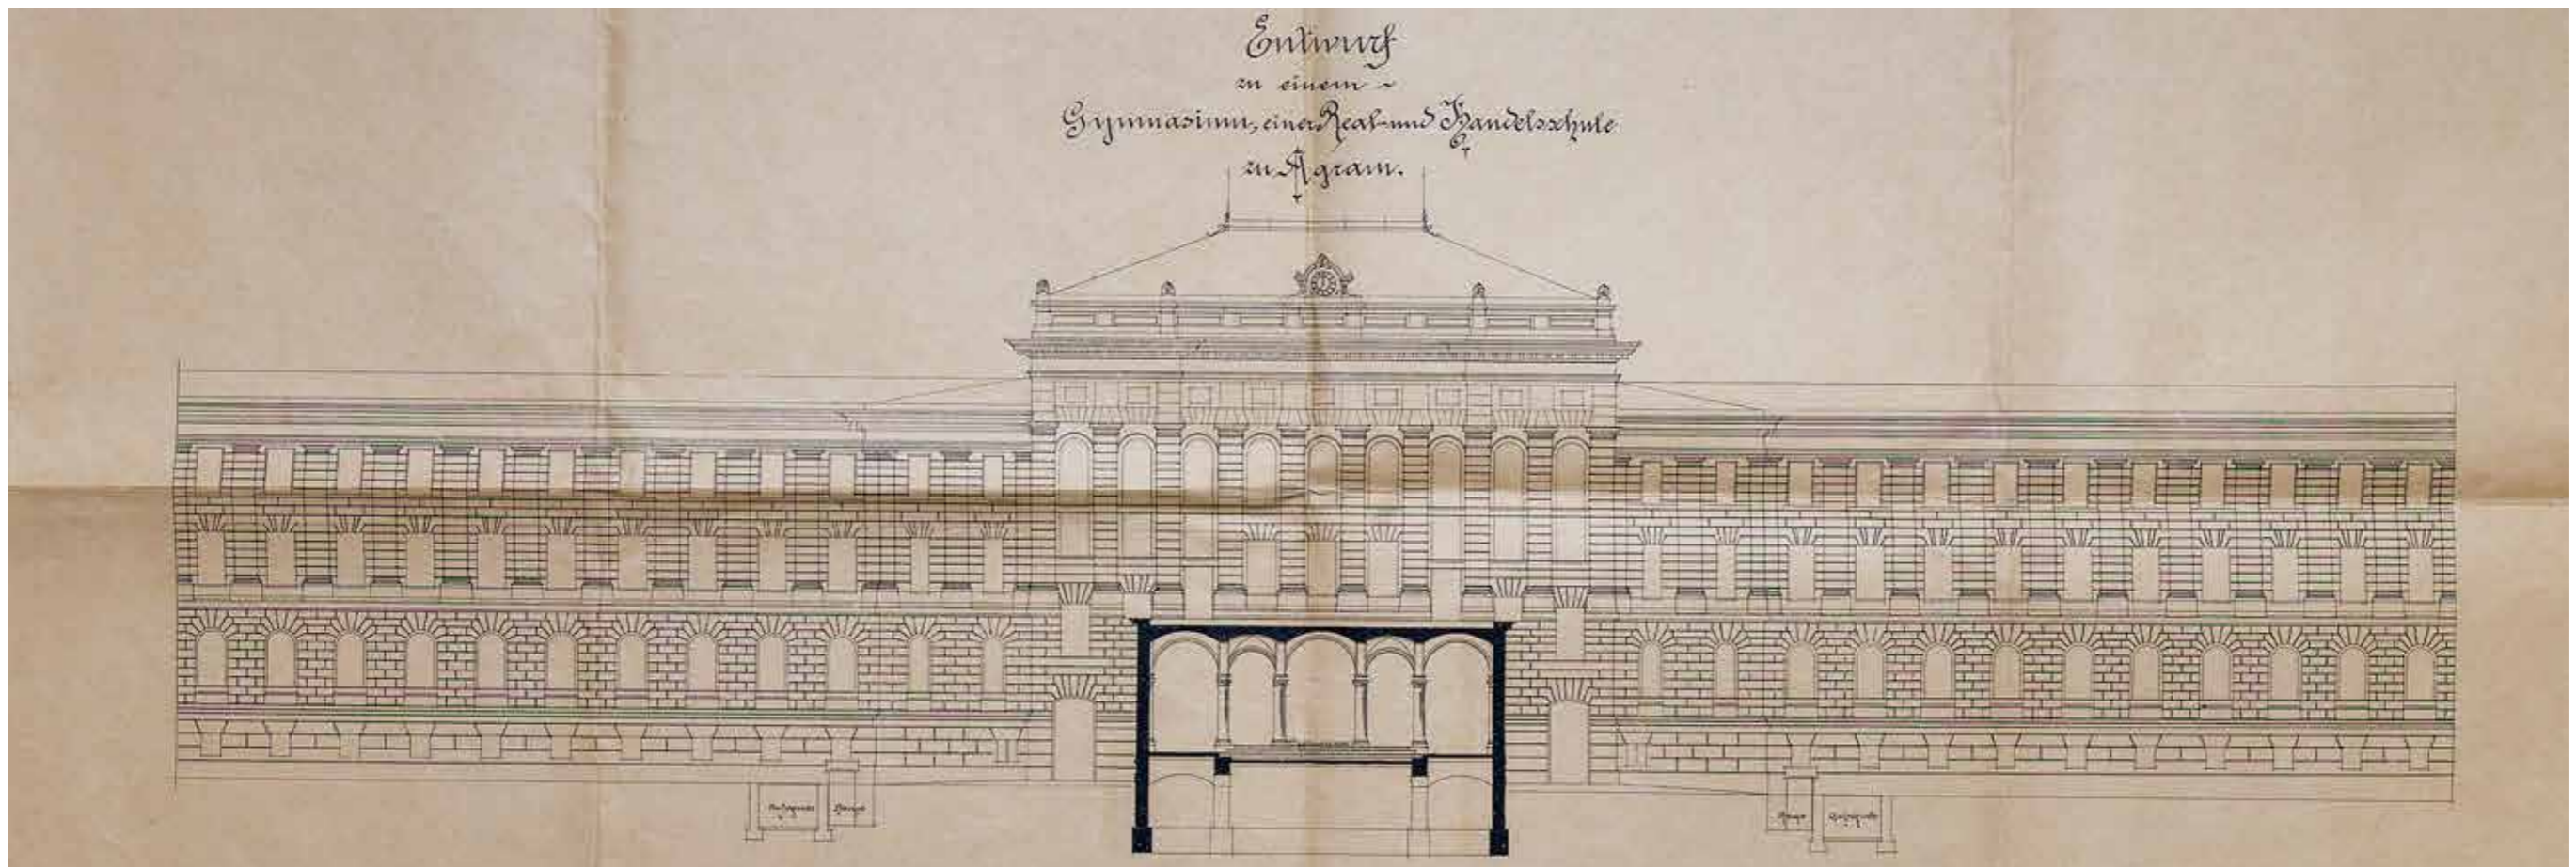 Entwurf
zu einem ~
Gymnasium, einer Real- und Handelsschule
zu Agram.